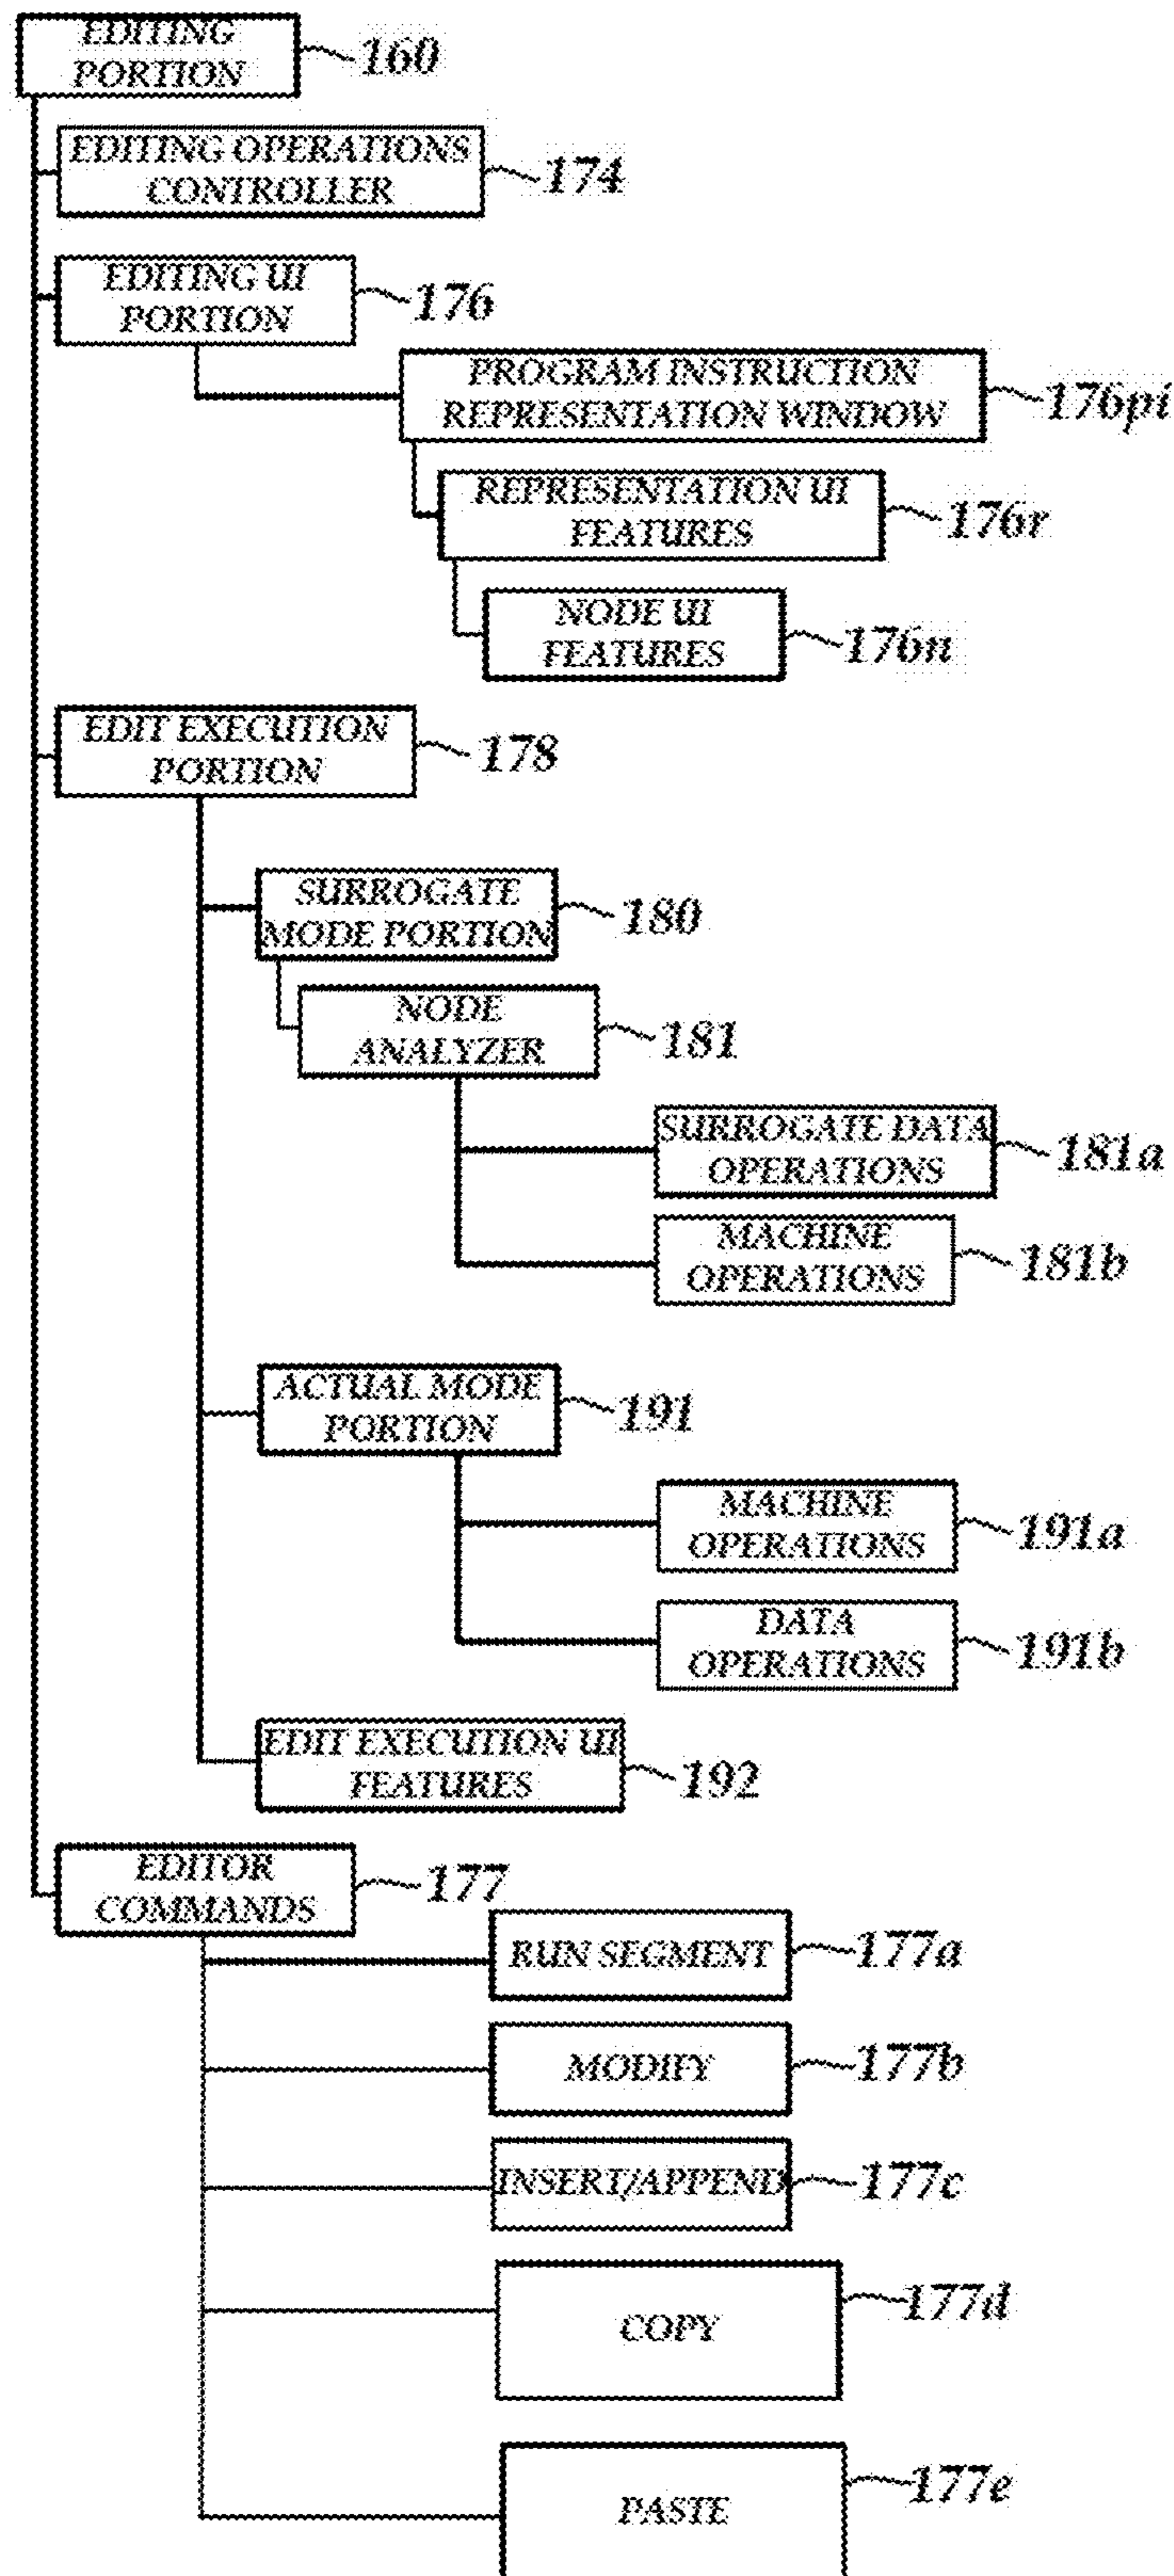 EDITING
PORTION
160
EDITING OPERATIONS
CONTROLLER
174
EDITING UI
PORTION
176
PROGRAM INSTRUCTION
REPRESENTATION WINDOW
176pi
REPRESENTATION UI
FEATURES
176r
NODE UI
FEATURES
176n
EDIT EXECUTION
PORTION
178
SURROGATE
MODE PORTION
180
NODE
ANALYZER
181
SURROGATE DATA
OPERATIONS
181a
MACHINE
OPERATIONS
181b
ACTUAL MODE
PORTION
191
MACHINE
OPERATIONS
191a
DATA
OPERATIONS
191b
EDIT EXECUTION UI
FEATURES
192
EDITOR
COMMANDS
177
RUN SEGMENT
177a
MODIFY
177b
INSERT/APPEND
177c
COPY
177d
PASTE
177e